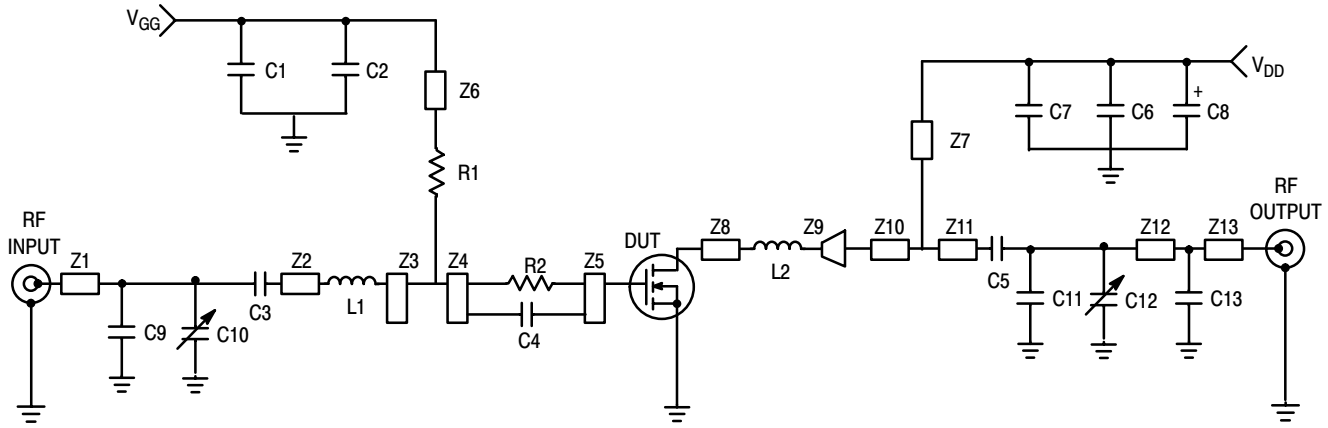 VGG
C1
C2
Z6
R1
VDD
C7
C6
+
C8
Z7
RF
INPUT
Z1
C9
C10
C3
Z2
L1
Z3
Z4
R2
C4
Z5
DUT
Z8
L2
Z9
Z10
Z11
C5
C11
C12
Z12
C13
Z13
RF
OUTPUT